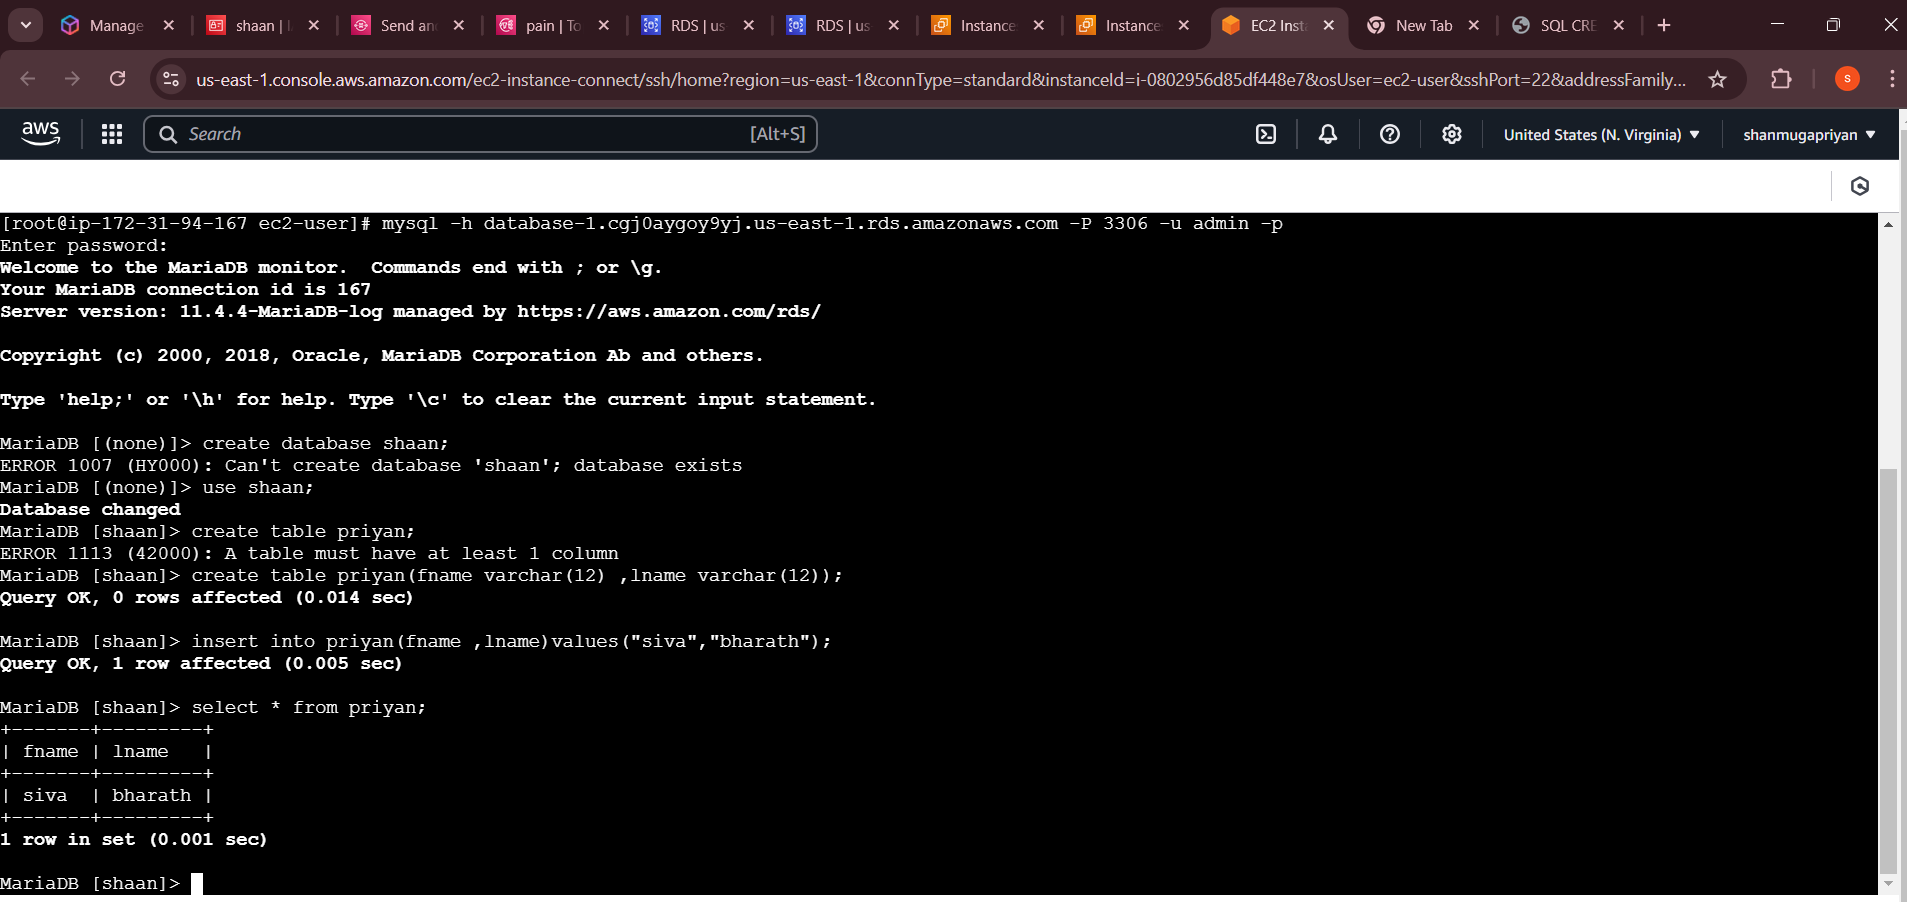 Manage
shaan | i
Send an
pain | To
RDS | us
RDS | us
Instance
Instance
EC2 Inst
New Tab
SQL CRE
us-east-1.console.aws.amazon.com/ec2-instance-connect/ssh/home?region=us-east-1&connType=standard&instanceId=i-0802956d85df448e7&osUser=ec2-user&sshPort=22&addressFamily...
S
aws
Search
[Alt+S]
United States (N. Virginia)
shanmugapriyan
[root@ip-172-31-94-167 ec2-user]# mysql -h database-1.cgj0aygoy9yj.us-east-1.rds.amazonaws.com -P 3306 -u admin -p
Enter password:
Welcome to the MariaDB monitor.  Commands end with ; or \g.
Your MariaDB connection id is 167
Server version: 11.4.4-MariaDB-log managed by https://aws.amazon.com/rds/
Copyright (c) 2000, 2018, Oracle, MariaDB Corporation Ab and others.
Type 'help;' or '\h' for help. Type '\c' to clear the current input statement.
MariaDB [(none)]> create database shaan;
ERROR 1007 (HY000): Can't create database 'shaan'; database exists
MariaDB [(none)]> use shaan;
Database changed
MariaDB [shaan]> create table priyan;
ERROR 1113 (42000): A table must have at least 1 column
MariaDB [shaan]> create table priyan(fname varchar(12) ,lname varchar(12));
Query OK, 0 rows affected (0.014 sec)
MariaDB [shaan]> insert into priyan(fname ,lname)values("siva","bharath");
Query OK, 1 row affected (0.005 sec)
MariaDB [shaan]> select * from priyan;
+-------+---------+
| fname | lname   |
+-------+---------+
| siva  | bharath |
+-------+---------+
1 row in set (0.001 sec)
MariaDB [shaan]>